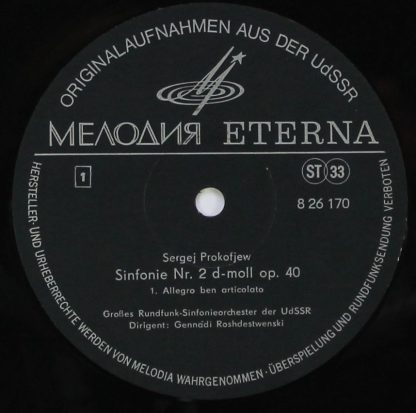 ORIGINALAUFNAHMEN AUS DER UdSSR
МЕЛОДИЯ ETERNA
1
ST 33
8 26 170
Sergej Prokofjew
Sinfonie Nr. 2 d-moll op. 40
1. Allegro ben articolato
Großes Rundfunk-Sinfonieorchester der UdSSR
Dirigent: Gennadi Roshdestwenski
HERSTELLER- UND URHEBERRECHTE WERDEN VON MELODIA WAHRGENOMMEN · ÜBERSPIELUNG UND RUNDFUNKSENDUNG VERBOTEN